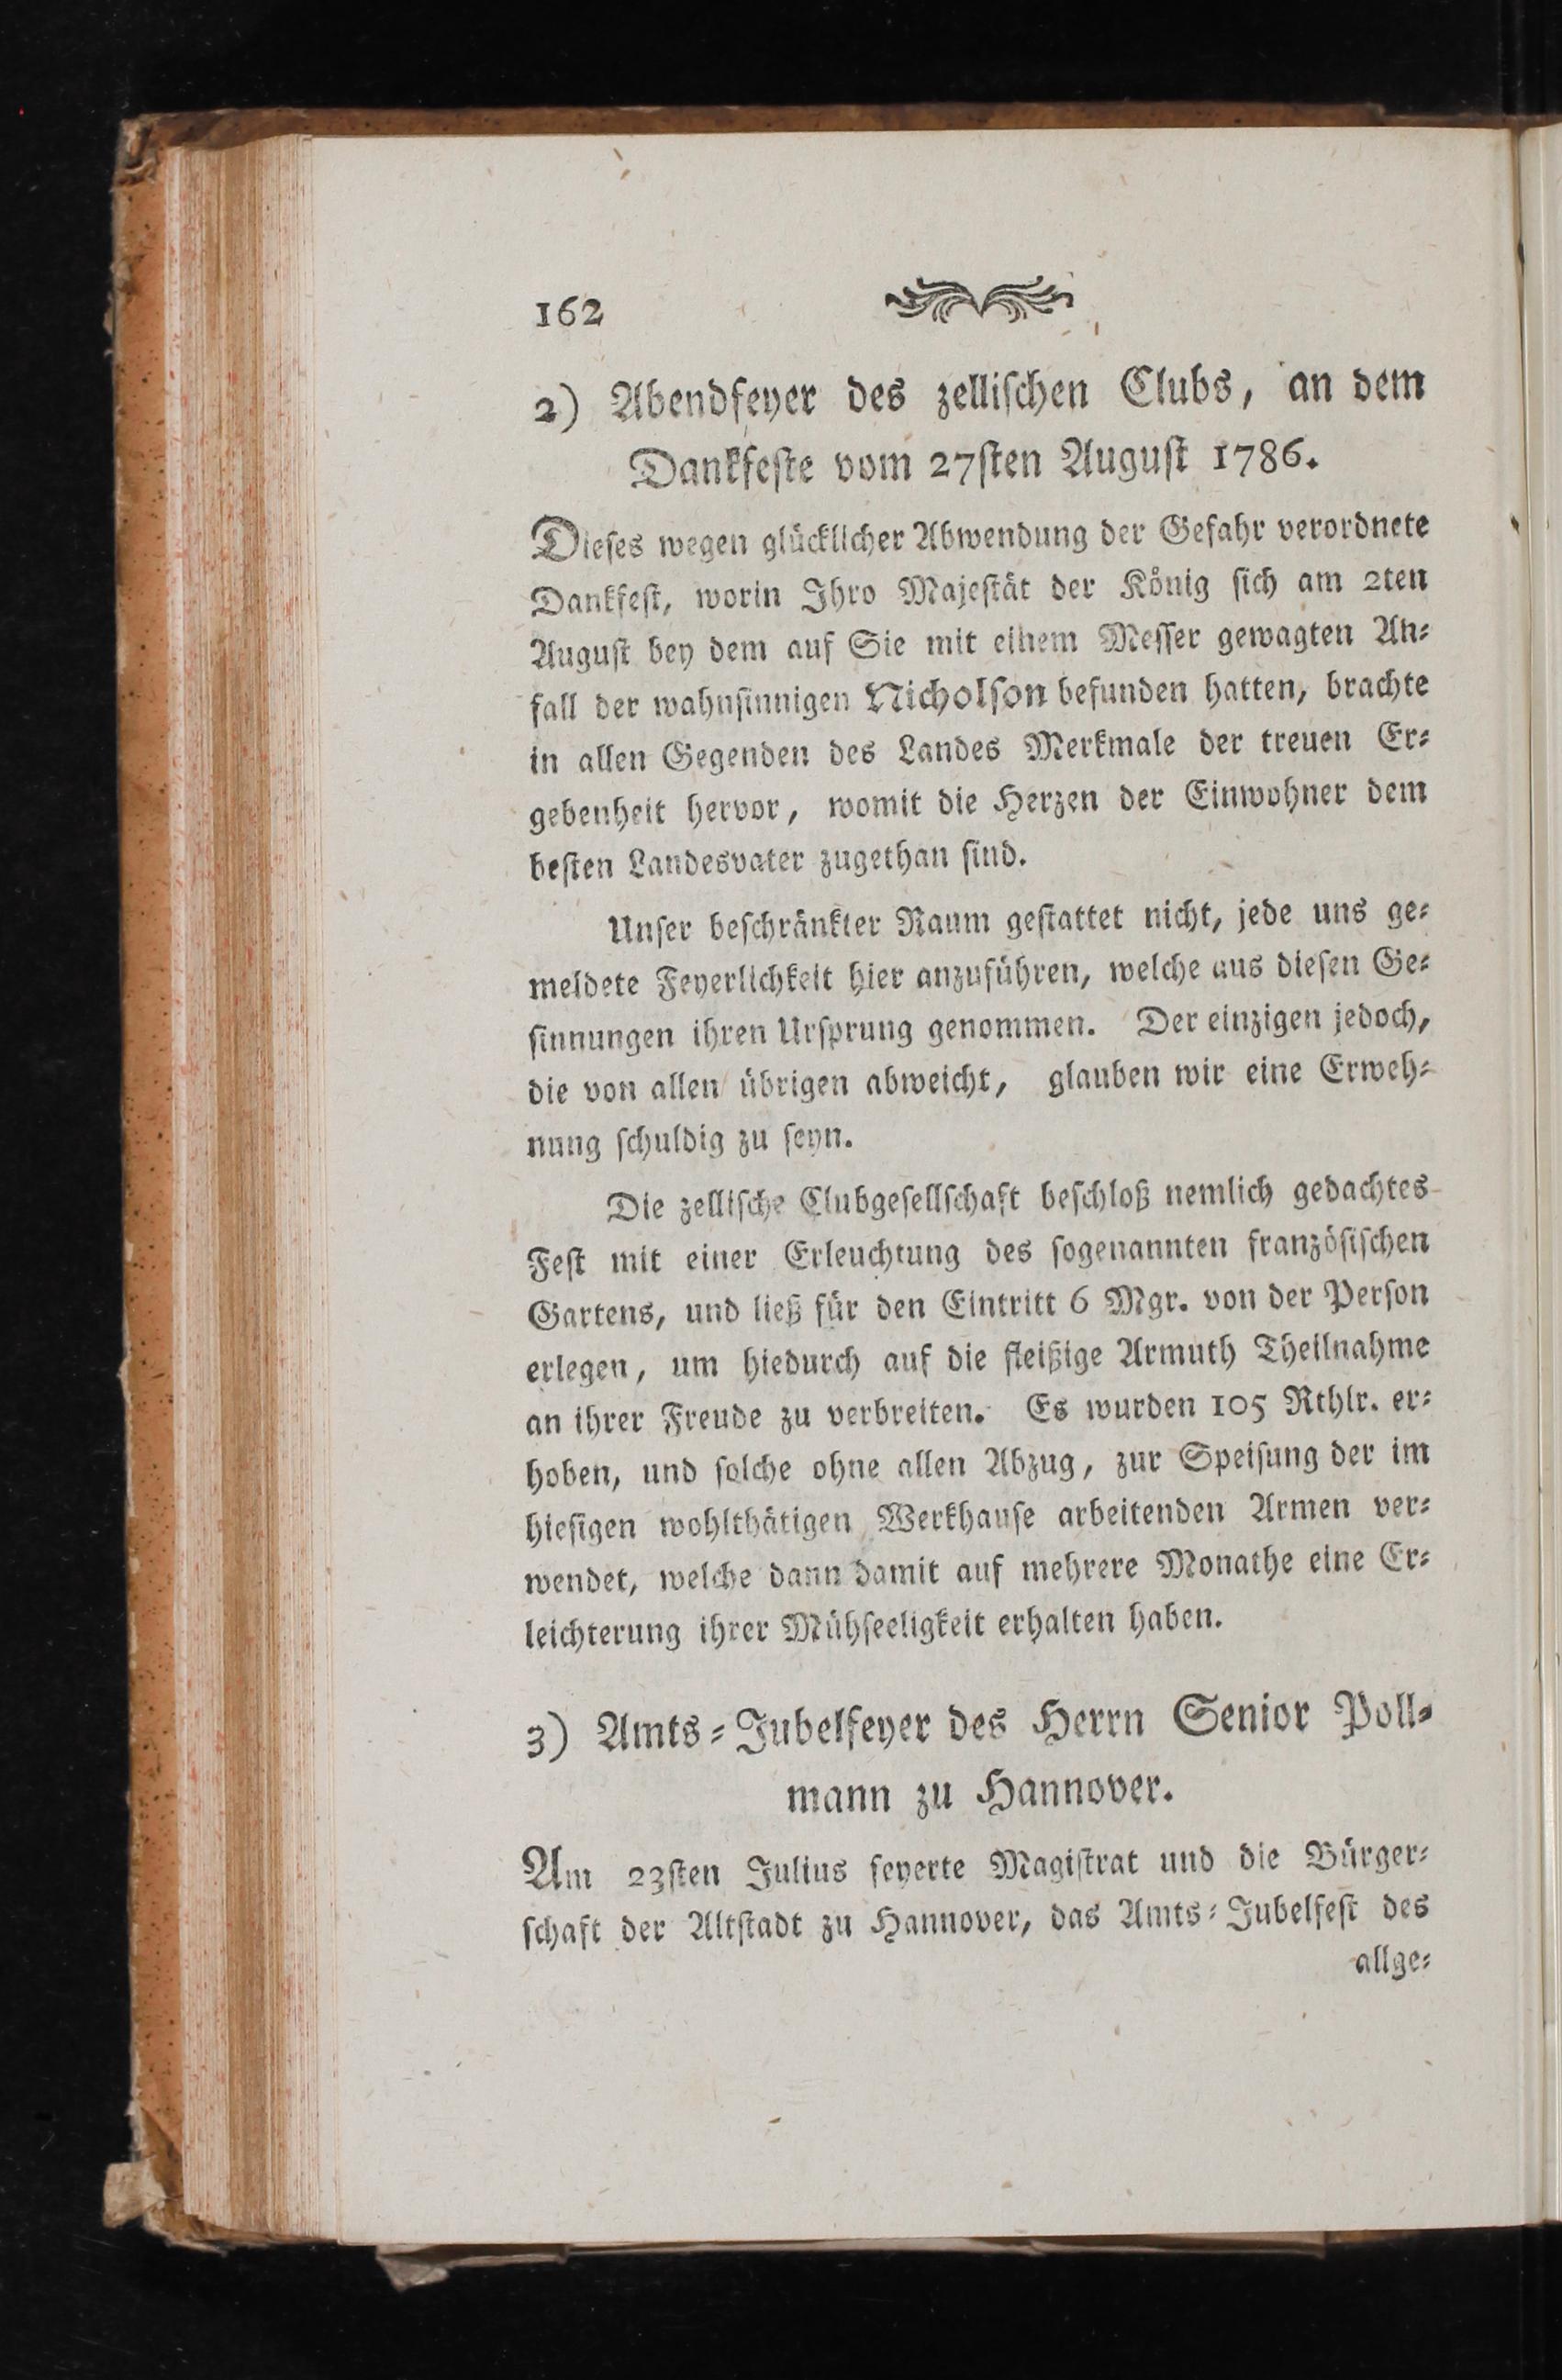 162
2) Abendfeyer des zelliſchen Clubs, an dem
Dankfeſte vom 27ſten Auguſt 1786.
Dieſes wegen glücklicher Abwendung der Gefahr verordnete
Dankfeſt, worin Ihro Majeſtät der König ſich am 2ten
Auguſt bey dem auf Sie mit einem Meſſer gewagten An⸗
fall der wahnſinnigen Nicholſon befunden hatten, brachte
in allen Gegenden des Landes Merkmale der treuen Er⸗
gebenheit hervor, womit die Herzen der Einwohner dem
beſten Landesvater zugethan ſind.
Unſer beſchränkter Raum geſtattet nicht, jede uns ge⸗
meldete Feyerlichkeit hier anzuführen, welche aus dieſen Ge⸗
ſinnungen ihren Urſprung genommen. Der einzigen jedoch,
die von allen übrigen abweicht, glauben wir eine Erweh⸗
nung ſchuldig zu ſeyn.
Die zelliſche Clubgeſellſchaft beſchloß nemlich gedachtes
Feſt mit einer Erleuchtung des ſogenannten franzöſiſchen
Gartens, und ließ für den Eintritt 6 Mgr. von der Perſon
erlegen, um hiedurch auf die fleißige Armuth Theilnahme
an ihrer Freude zu verbreiten. Es wurden 105 Rthlr. er⸗
hoben, und ſolche ohne allen Abzug, zur Speiſung der im
hieſigen wohlthätigen Werkhauſe arbeitenden Armen ver⸗
wendet, welche dann damit auf mehrere Monathe eine Er⸗
leichterung ihrer Mühſeeligkeit erhalten haben.
3) Amts⸗Jubelfeyer des Herrn Senior Poll⸗
mann zu Hannover.
Am 23ſten Julius feyerte Magiſtrat und die Bürger⸗
ſchaft der Altſtadt zu Hannover, das Amts⸗Jubelfeſt des
allge⸗